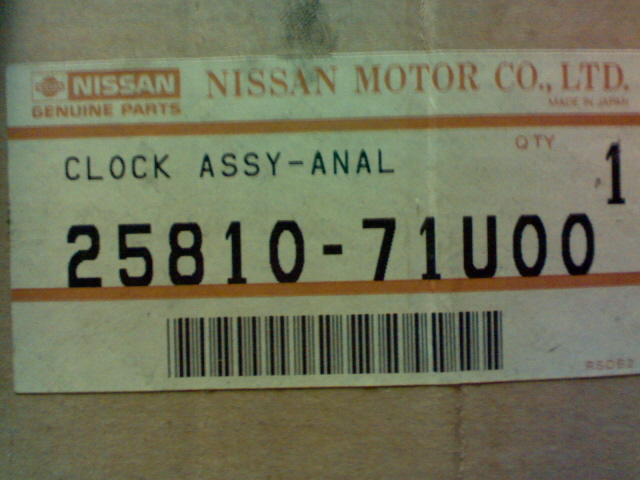 NISSAN NISSAN MOTOR CO., LTD.
GENUINE PARTS MADE IN JAPAN
CLOCK ASSY-ANAL QTY 1
25810-71U00